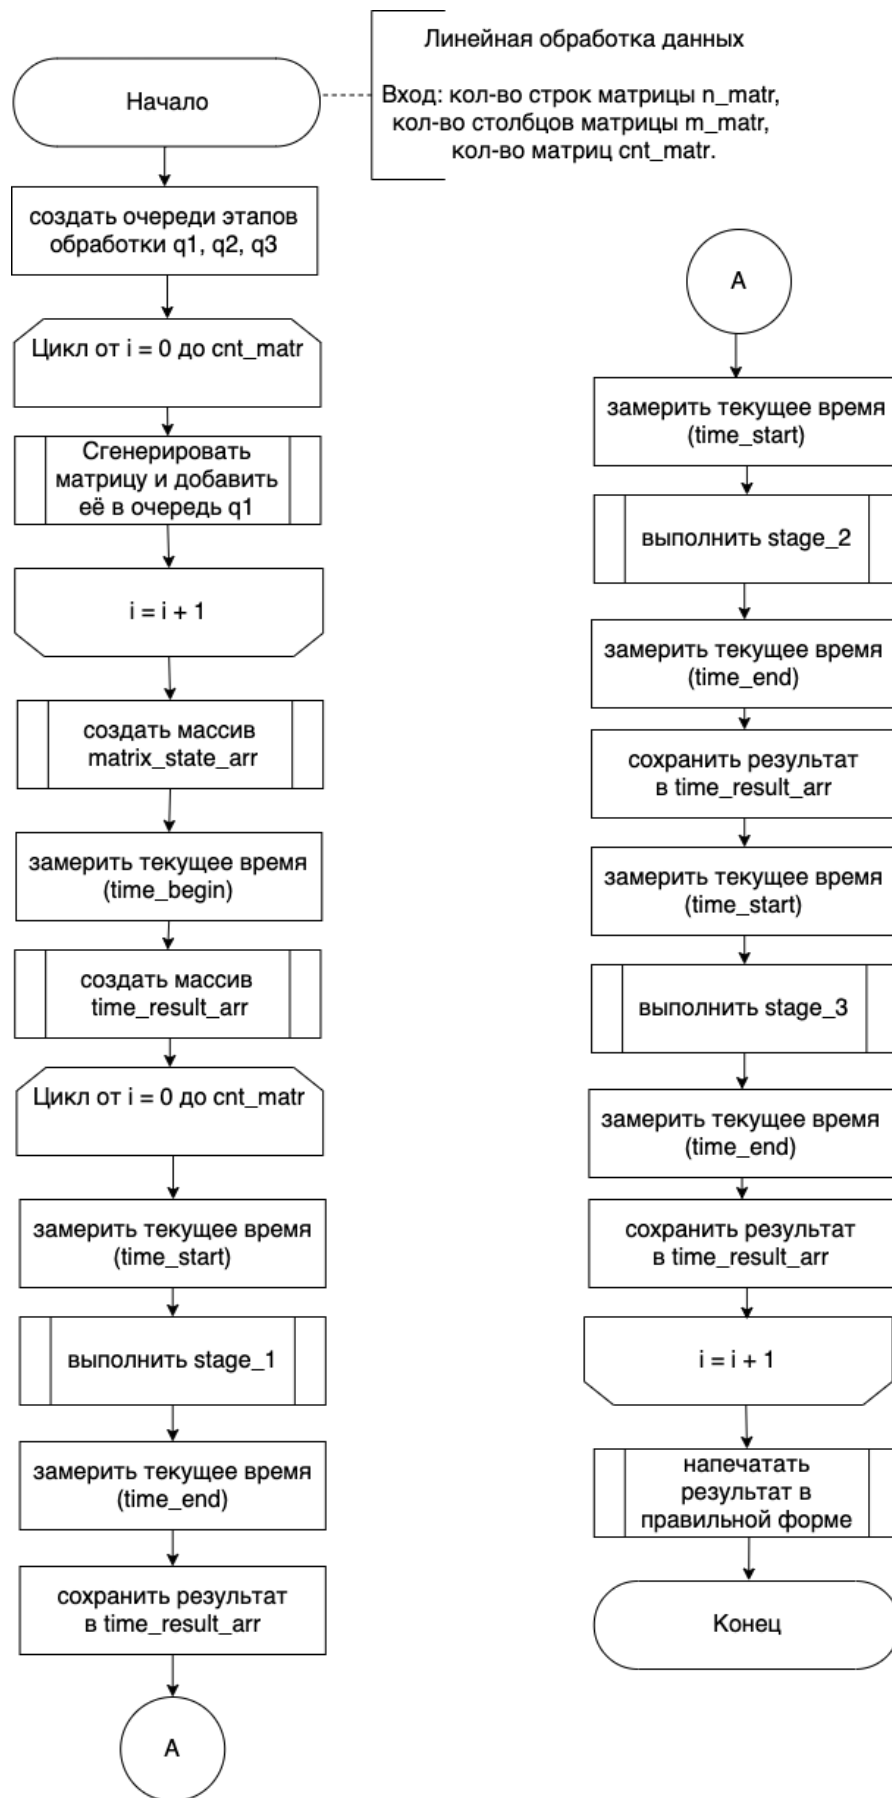 Линейная обработка данных
Вход: кол-во строк матрицы n_matr,
кол-во столбцов матрицы m_matr,
кол-во матриц cnt_matr.
Начало
создать очереди этапов
обработки q1, q2, q3
Цикл от i = 0 до cnt_matr
Сгенерировать
матрицу и добавить
её в очередь q1
i = i + 1
создать массив
matrix_state_arr
замерить текущее время
(time_begin)
создать массив
time_result_arr
Цикл от i = 0 до cnt_matr
замерить текущее время
(time_start)
выполнить stage_1
замерить текущее время
(time_end)
сохранить результат
в time_result_arr
A
A
замерить текущее время
(time_start)
выполнить stage_2
замерить текущее время
(time_end)
сохранить результат
в time_result_arr
замерить текущее время
(time_start)
выполнить stage_3
замерить текущее время
(time_end)
сохранить результат
в time_result_arr
i = i + 1
напечатать
результат в
правильной форме
Конец